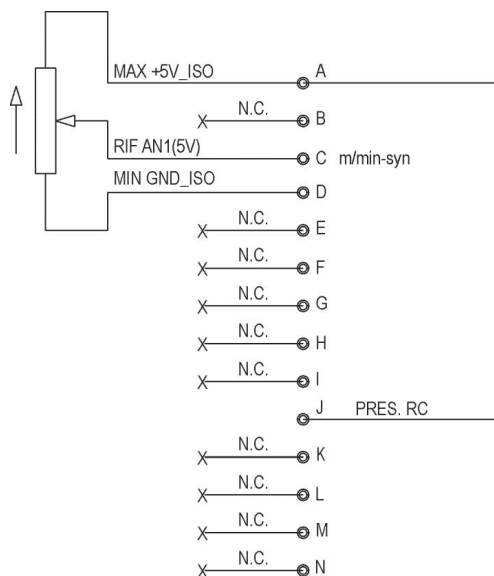 MAX +5V_ISO A
N.C. B
RIF AN1(5V) C m/min-syn
MIN GND_ISO D
N.C. E
N.C. F
N.C. G
N.C. H
N.C. I
J PRES. RC
N.C. K
N.C. L
N.C. M
N.C. N